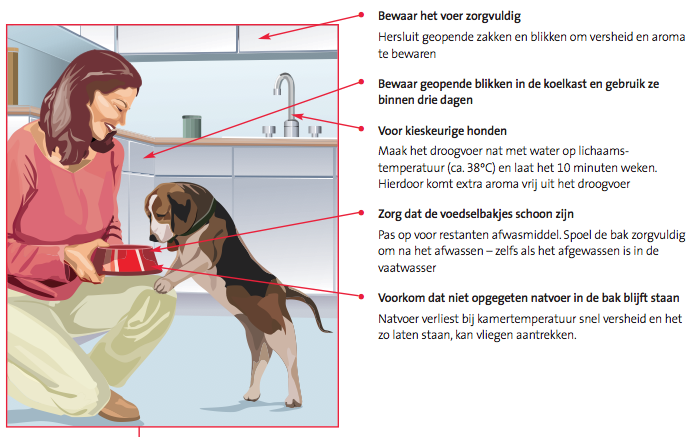 Bewaar het voer zorgvuldig
Hersluit geopende zakken en blikken om versheid en aroma
te bewaren
Bewaar geopende blikken in de koelkast en gebruik ze
binnen drie dagen
Voor kieskeurige honden
Maak het droogvoer nat met water op lichaams-
temperatuur (ca. 38°C) en laat het 10 minuten weken.
Hierdoor komt extra aroma vrij uit het droogvoer
Zorg dat de voedselbakjes schoon zijn
Pas op voor restanten afwasmiddel. Spoel de bak zorgvuldig
om na het afwassen – zelfs als het afgewassen is in de
vaatwasser
Voorkom dat niet opgegeten natvoer in de bak blijft staan
Natvoer verliest bij kamertemperatuur snel versheid en het
zo laten staan, kan vliegen aantrekken.